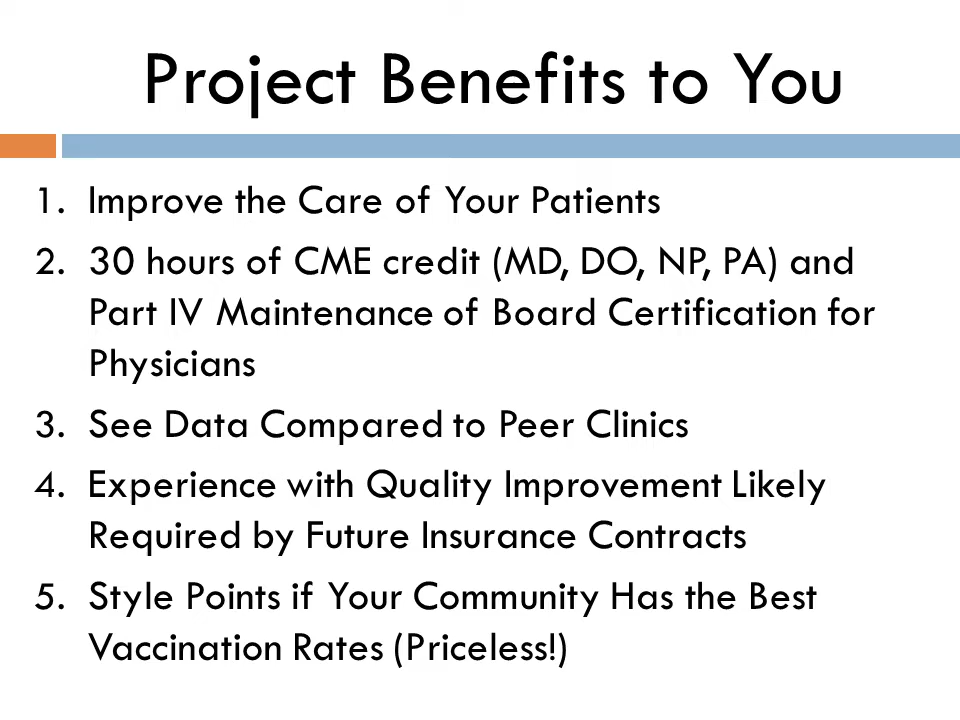 Project Benefits to You
1. Improve the Care of Your Patients
2. 30 hours of CME credit (MD, DO, NP, PA) and
Part IV Maintenance of Board Certification for
Physicians
3. See Data Compared to Peer Clinics
4. Experience with Quality Improvement Likely
Required by Future Insurance Contracts
5. Style Points if Your Community Has the Best
Vaccination Rates (Priceless!)